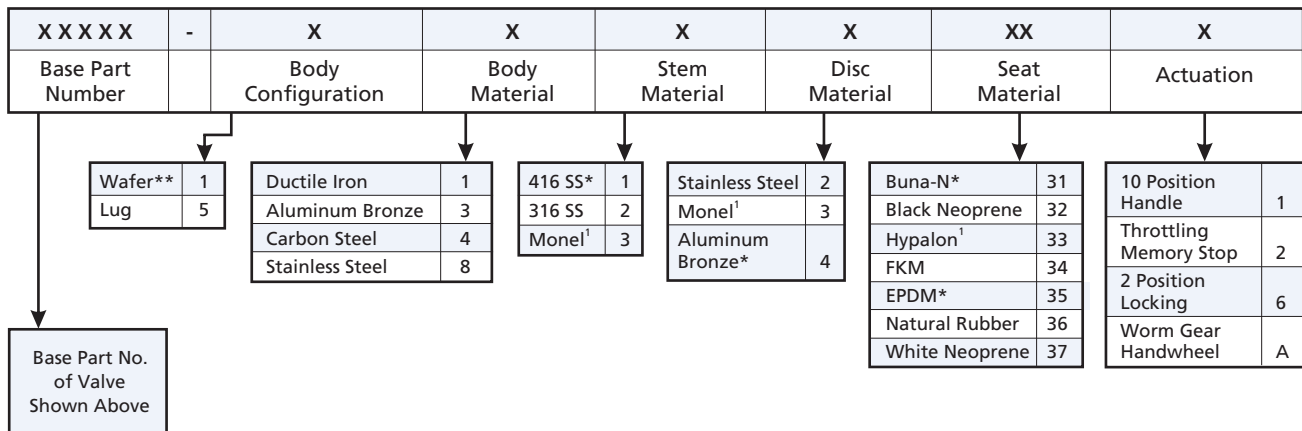 XXXXX - X X X X XX X
Base Part Number
Body Configuration
Body Material
Stem Material
Disc Material
Seat Material
Actuation
Base Part No. of Valve Shown Above
Wafer** 1
Lug 5
Ductile Iron 1
Aluminum Bronze 3
Carbon Steel 4
Stainless Steel 8
416 SS* 1
316 SS 2
Monel¹ 3
Stainless Steel 2
Monel¹ 3
Aluminum Bronze* 4
Buna-N* 31
Black Neoprene 32
Hypalon¹ 33
FKM 34
EPDM* 35
Natural Rubber 36
White Neoprene 37
10 Position Handle 1
Throttling Memory Stop 2
2 Position Locking 6
Worm Gear Handwheel A